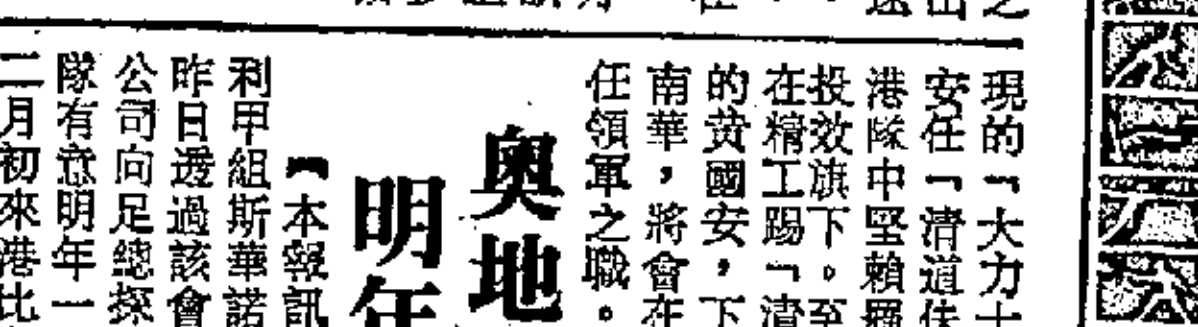 現的「大力士
安任「清道伕
港隊中堅賴羅
投效旗下。至
在精工踢「清
的黄國安，下
南華，將會在
任領軍之職。
奧地
明年
【本報訊
利甲組斯華諾
昨日透過該會
公司向足總探
隊有意明年一
二月初來港比